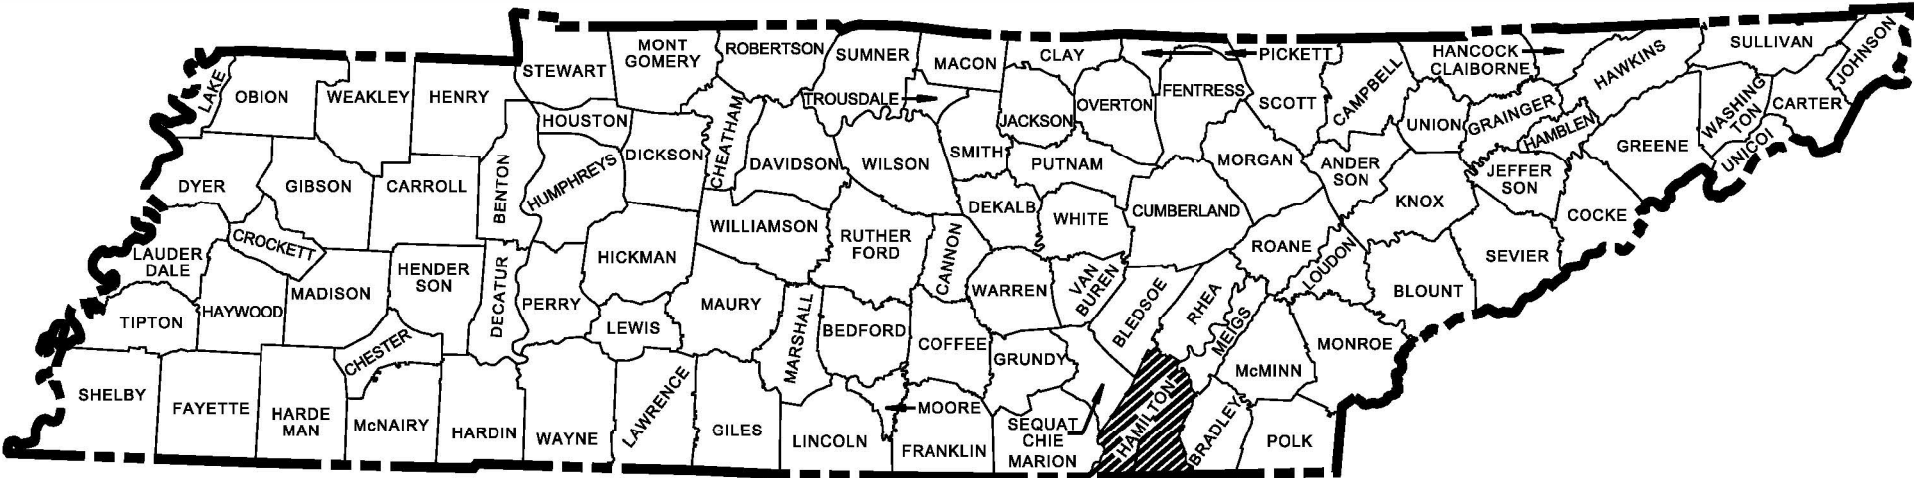 MONT
GOMERY
ROBERTSON
SUMNER
MACON
CLAY
PICKETT
HANCOCK
CLAIBORNE
HAWKINS
SULLIVAN
JOHNSON
STEWART
LAKE
OBION
WEAKLEY
HENRY
TROUSDALE
JACKSON
OVERTON
FENTRESS
SCOTT
CAMPBELL
UNION
GRAINGER
HAMBLEN
GREENE
WASHING
TON
CARTER
UNICOI
HOUSTON
DICKSON
CHEATHAM
DAVIDSON
WILSON
SMITH
PUTNAM
MORGAN
ANDER
SON
KNOX
JEFFER
SON
COCKE
DYER
GIBSON
CARROLL
BENTON
HUMPHREYS
WILLIAMSON
DEKALB
WHITE
CUMBERLAND
ROANE
LOUDON
SEVIER
LAUDER
DALE
CROCKETT
HENDER
SON
DECATUR
HICKMAN
RUTHER
FORD
CANNON
WARREN
VAN
BUREN
BLEDSOE
RHEA
MEIGS
BLOUNT
TIPTON
HAYWOOD
MADISON
PERRY
LEWIS
MAURY
MARSHALL
BEDFORD
COFFEE
GRUNDY
McMINN
MONROE
CHESTER
SHELBY
FAYETTE
HARDE
MAN
McNAIRY
HARDIN
WAYNE
LAWRENCE
GILES
LINCOLN
MOORE
FRANKLIN
SEQUAT
CHIE
MARION
HAMILTON
BRADLEY
POLK